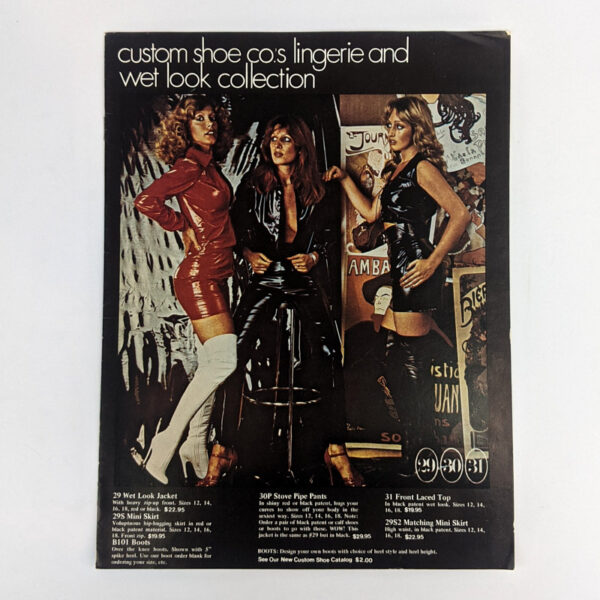 custom shoe co:s lingerie and
wet look collection
JOUR
AMBA
istic
UAN
ns
SO
29 30 31
29 Wet Look Jacket
With heavy zip-up front. Sizes 12, 14,
16, 18, red or black. $22.95
29S Mini Skirt
Voluptuous hip-hugging skirt in red or
black patent material. Sizes 12, 14, 16,
18. Front zip. $19.95
B101 Boots
Over the knee boots. Shown with 5"
spike heel. Use our boot order blank for
ordering your size, etc.
30P Stove Pipe Pants
In shiny red or black patent, hugs your
curves to show off your body in the
sexiest way. Sizes 12, 14, 16, 18. Note:
Order a pair of black patent or calf shoes
or boots to go with these. WOW! This
jacket is the same as #29 but in black. $29.95
31 Front Laced Top
In black patent wet look. Sizes 12, 14,
16, 18. $19.95
29S2 Matching Mini Skirt
High waist, in black patent. Sizes 12, 14,
16, 18. $22.95
BOOTS: Design your own boots with choice of heel style and heel height.
See Our New Custom Shoe Catalog $2.00